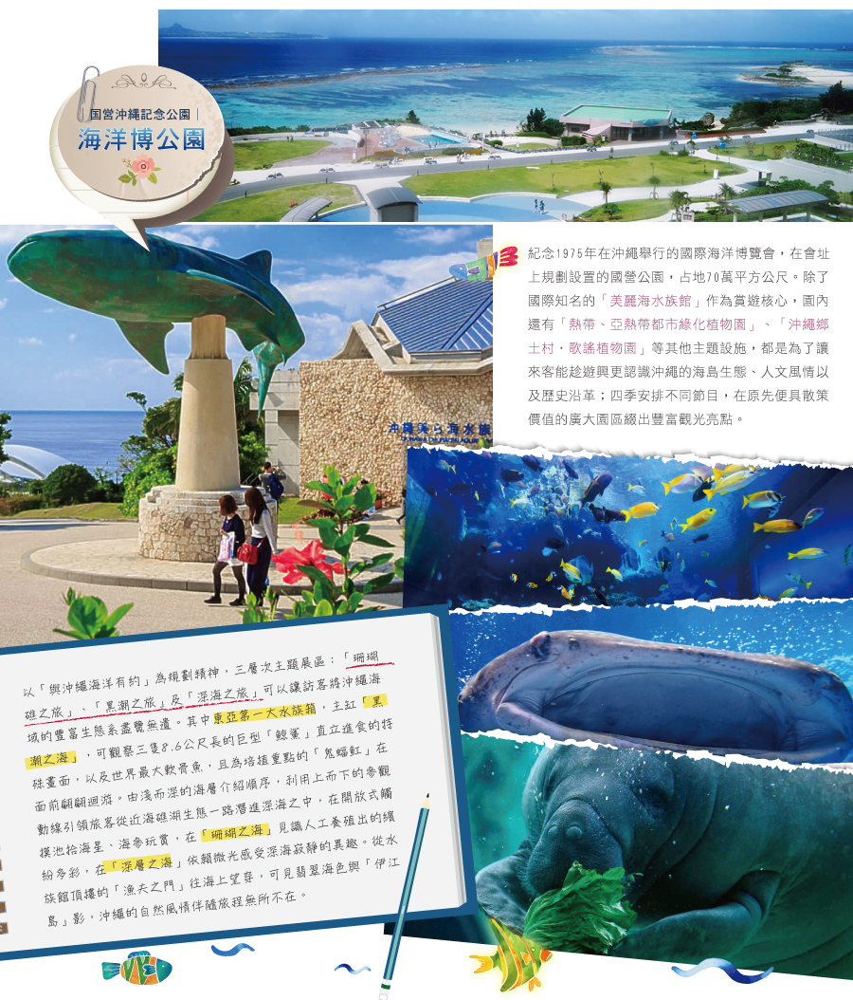 国営沖縄記念公園｜
海洋博公園
沖縄美ら海水族
紀念1975年在沖繩舉行的國際海洋博覽會，在會址
上規劃設置的國營公園，占地70萬平方公尺。除了
國際知名的「美麗海水族館」作為賞遊核心，園內
還有「熱帶、亞熱帶都市綠化植物園」、「沖繩鄉
土村・歌謠植物園」等其他主題設施，都是為了讓
來客能趁遊興更認識沖繩的海島生態、人文風情以
及歷史沿革；四季安排不同節目，在原先便具散策
價值的廣大園區綴出豐富觀光亮點。
以「與沖繩海洋有約」為規劃精神，三層次主題展區：「珊瑚
礁之旅」、「黑潮之旅」及「深海之旅」可以讓訪客將沖繩海
域的豐富生態系盡覽無遺。其中東亞第一大水族箱，主缸「黑
潮之海」，可觀察三隻8.6公尺長的巨型「鯨鯊」直立進食的特
殊畫面，以及世界最大軟骨魚，且為培植重點的「鬼蝠魟」在
面前翩翩迴游。由淺而深的海層介紹順序，利用上而下的參觀
動線引領旅客從近海礁湖生態一路潛進深海之中，在開放式觸
摸池拾海星、海參玩賞，在「珊瑚之海」見識人工養殖出的繽
紛多彩，在「深層之海」依賴微光感受深海寂靜的異趣。從水
族館頂樓的「漁夫之門」往海上望穿，可見翡翠海色與「伊江
島」影，沖繩的自然風情伴隨旅程無所不在。